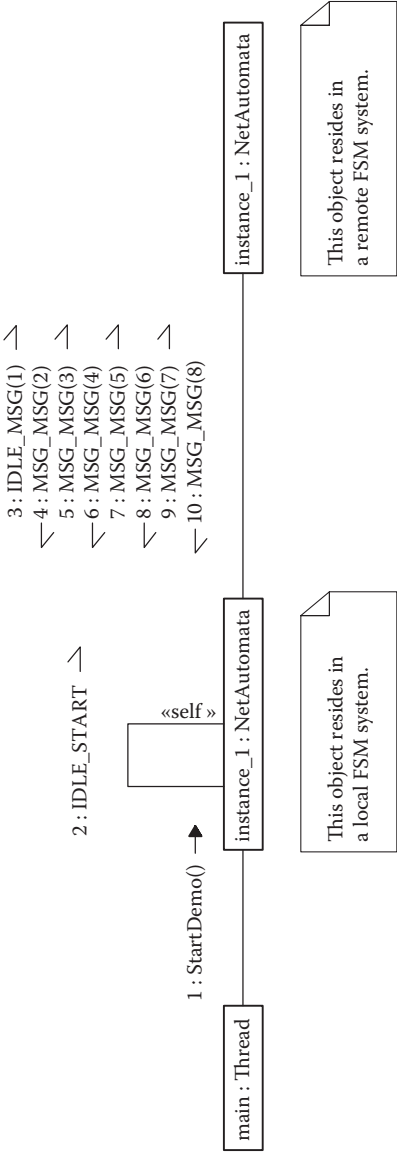 3 : IDLE_MSG(1)
4 : MSG_MSG(2)
5 : MSG_MSG(3)
6 : MSG_MSG(4)
7 : MSG_MSG(5)
8 : MSG_MSG(6)
9 : MSG_MSG(7)
10 : MSG_MSG(8)
2 : IDLE_START
«self »
1 : StartDemo()
main : Thread
instance_1 : NetAutomata
instance_1 : NetAutomata
This object resides in
a local FSM system.
This object resides in
a remote FSM system.